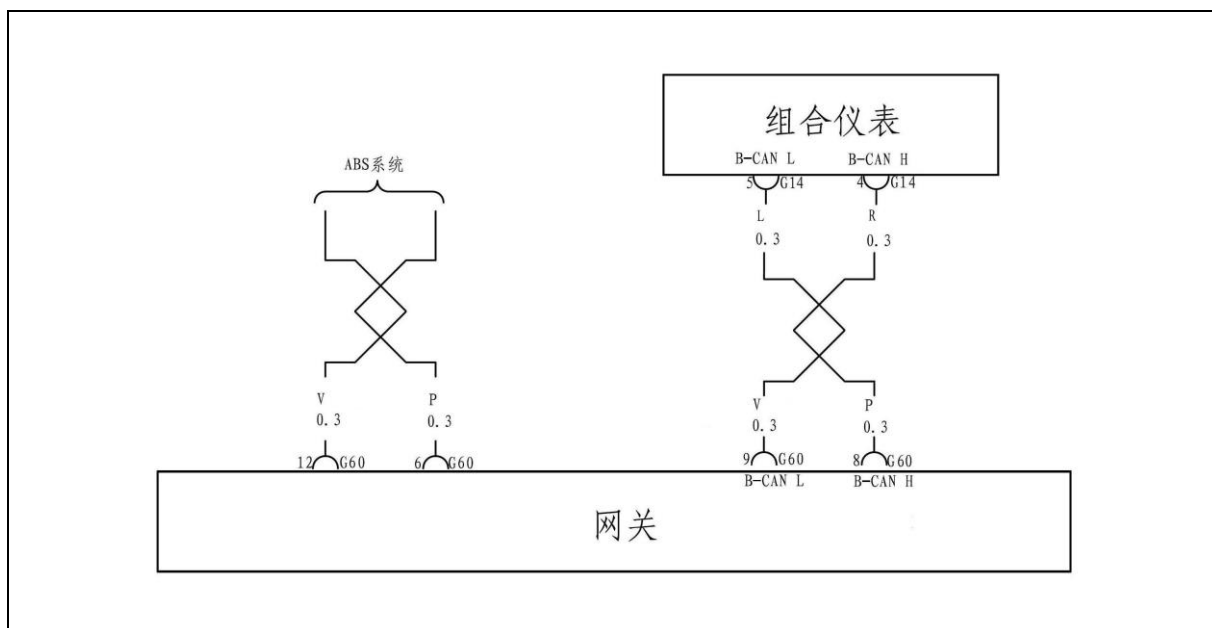 组合仪表
B-CAN L B-CAN H
5 G14 4 G14
ABS系统
L R
0.3 0.3
V P V P
0.3 0.3 0.3 0.3
12 G60 6 G60 9 G60 8 G60
B-CAN L B-CAN H
网关